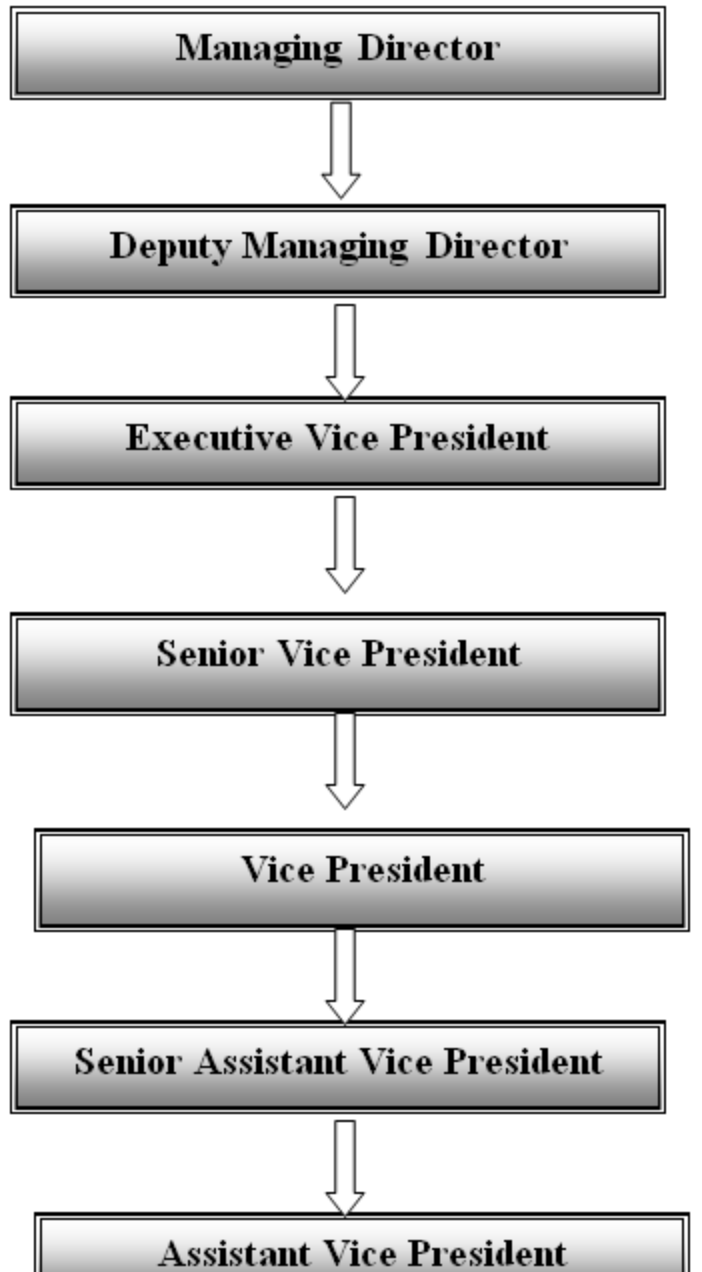 Managing Director
Deputy Managing Director
Executive Vice President
Senior Vice President
Vice President
Senior Assistant Vice President
Assistant Vice President